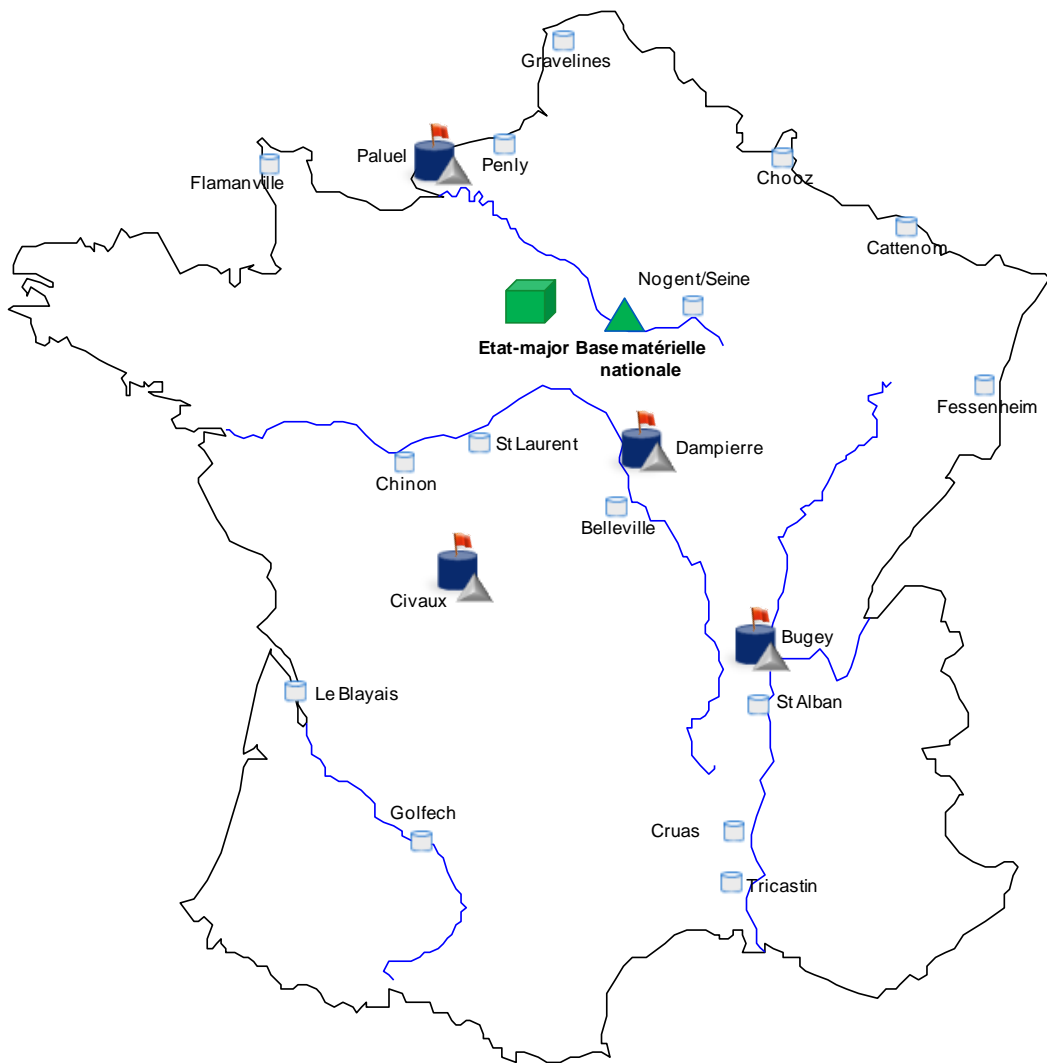 Gravelines
Paluel
Penly
Chooz
Flamanville
Cattenom
Nogent/Seine
Etat-major
Base matérielle
nationale
Fessenheim
St Laurent
Dampierre
Chinon
Belleville
Civaux
Bugey
Le Blayais
St Alban
Golfech
Cruas
Tricastin